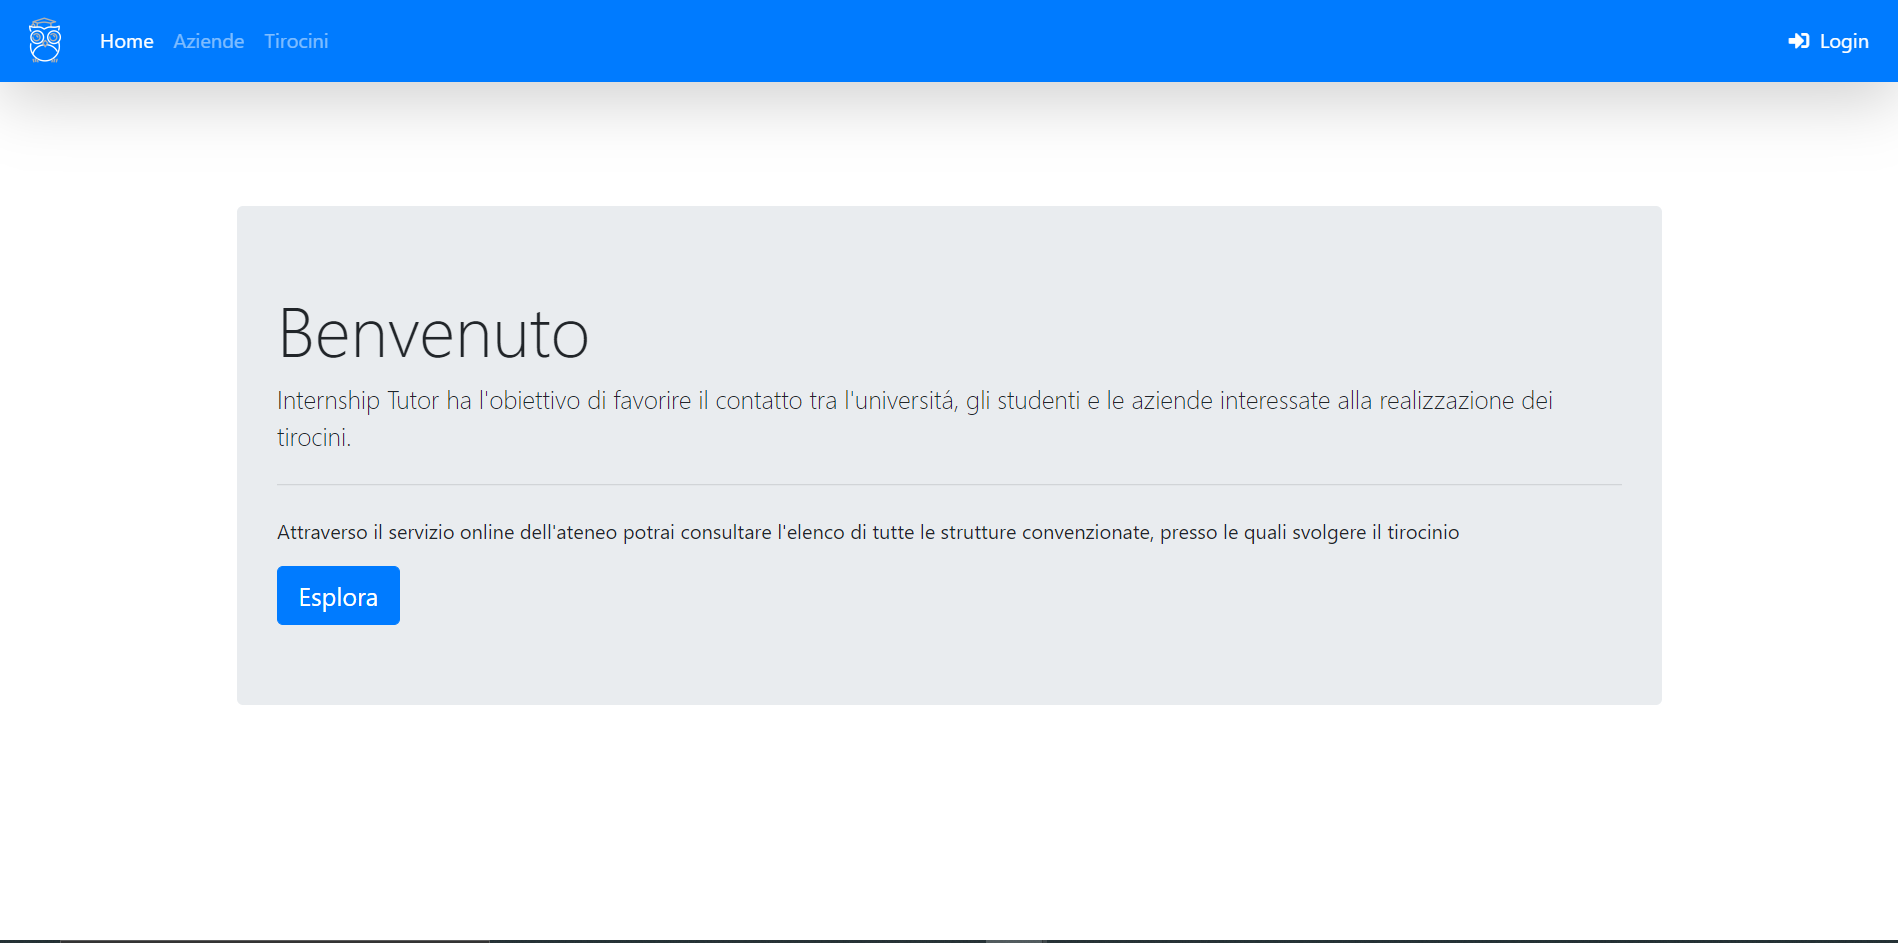 Home Aziende Tirocini Login
Benvenuto
Internship Tutor ha l'obiettivo di favorire il contatto tra l'universitá, gli studenti e le aziende interessate alla realizzazione dei
tirocini.
Attraverso il servizio online dell'ateneo potrai consultare l'elenco di tutte le strutture convenzionate, presso le quali svolgere il tirocinio
Esplora